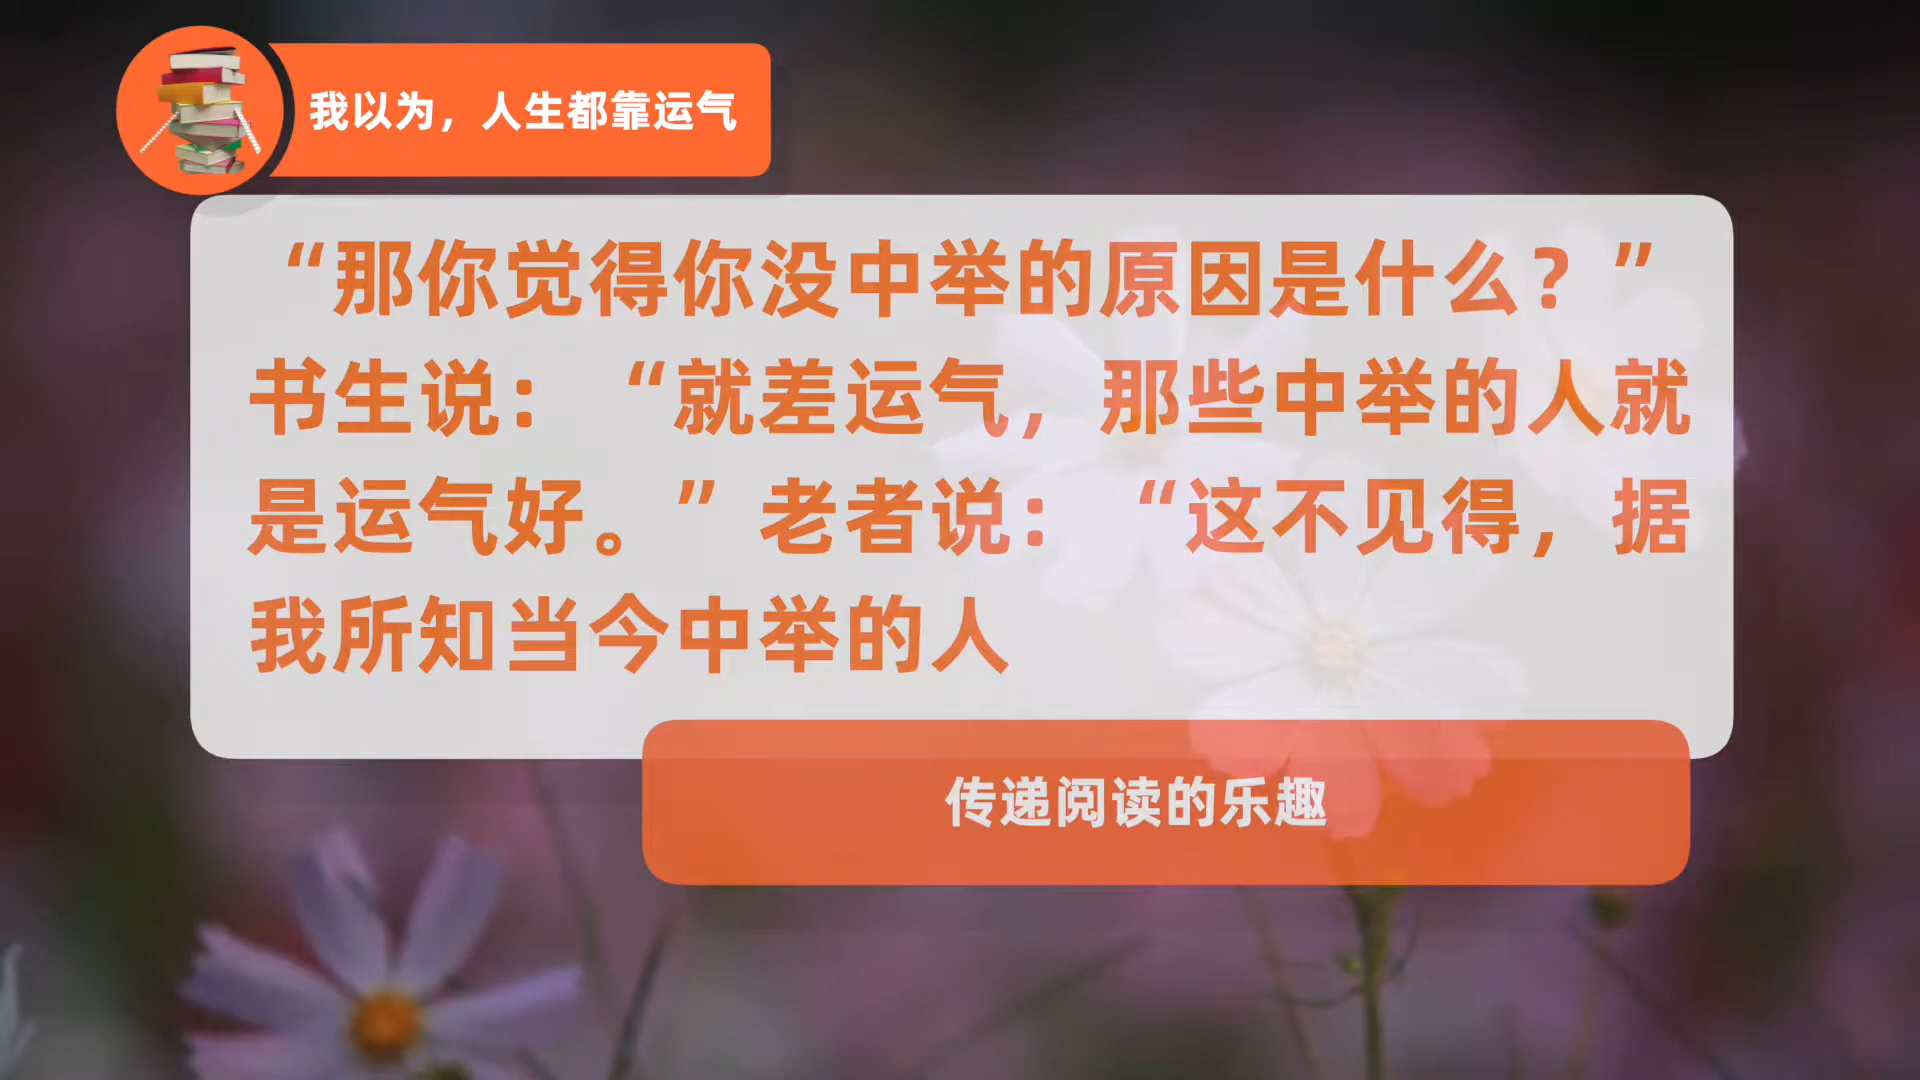 我以为，人生都靠运气
“那你觉得你没中举的原因是什么？”
书生说：“就差运气，那些中举的人就
是运气好。”老者说：“这不见得，据
我所知当今中举的人
传递阅读的乐趣